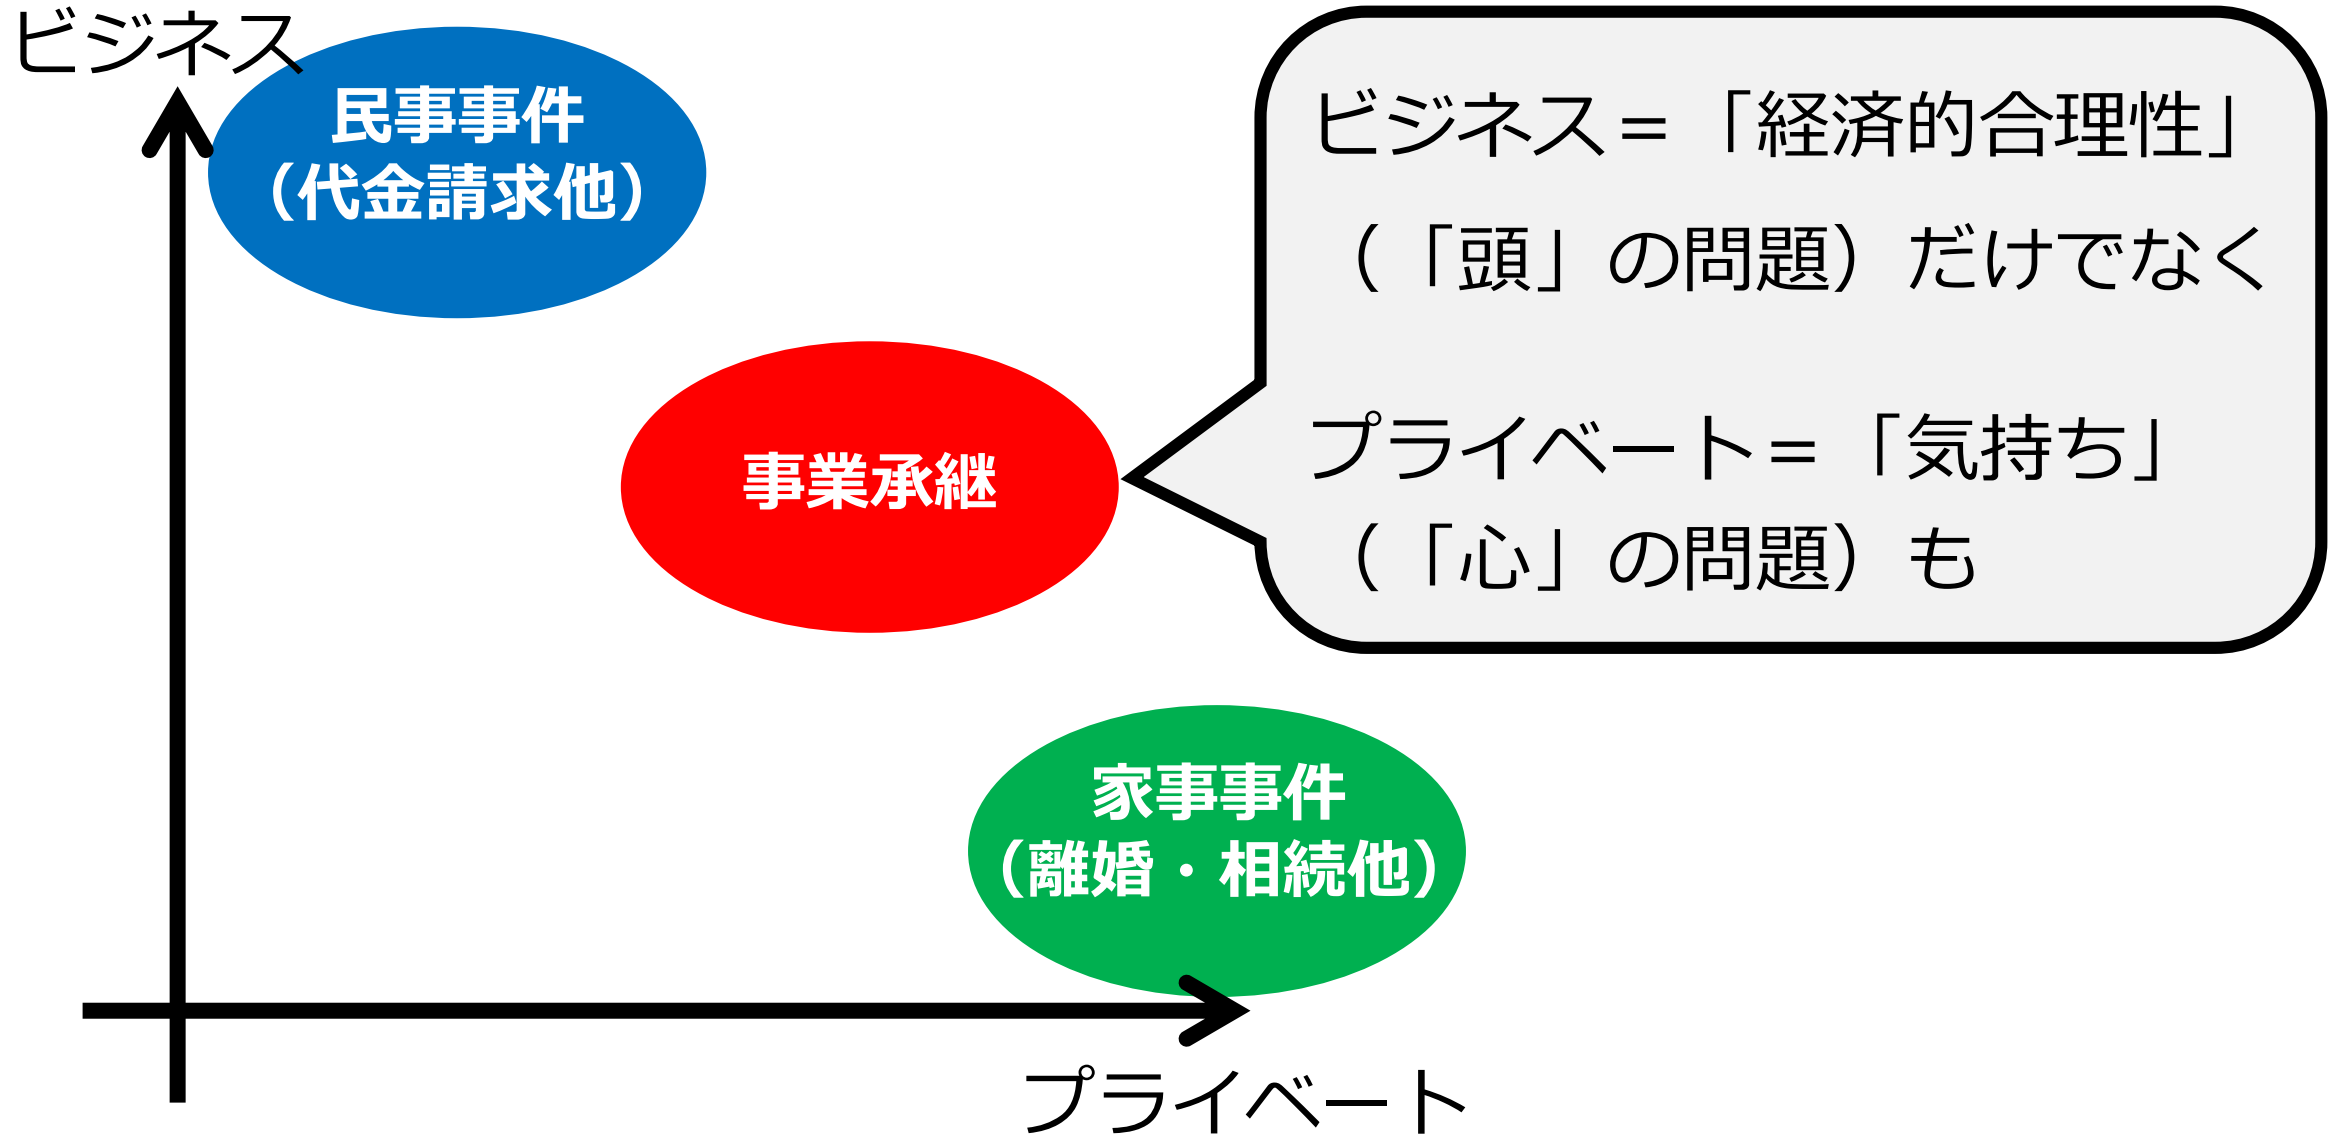 ビジネス
民事事件
（代金請求他）
事業承継
ビジネス＝「経済的合理性」
（「頭」の問題）だけでなく
プライベート＝「気持ち」
（「心」の問題）も
家事事件
（離婚・相続他）
プライベート